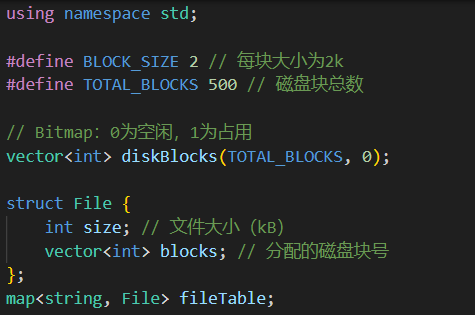 using namespace std;
#define BLOCK_SIZE 2 // 每块大小为2k
#define TOTAL_BLOCKS 500 // 磁盘块总数
// Bitmap：0为空闲，1为占用
vector<int> diskBlocks(TOTAL_BLOCKS, 0);
struct File {
    int size; // 文件大小（kB）
    vector<int> blocks; // 分配的磁盘块号
};
map<string, File> fileTable;